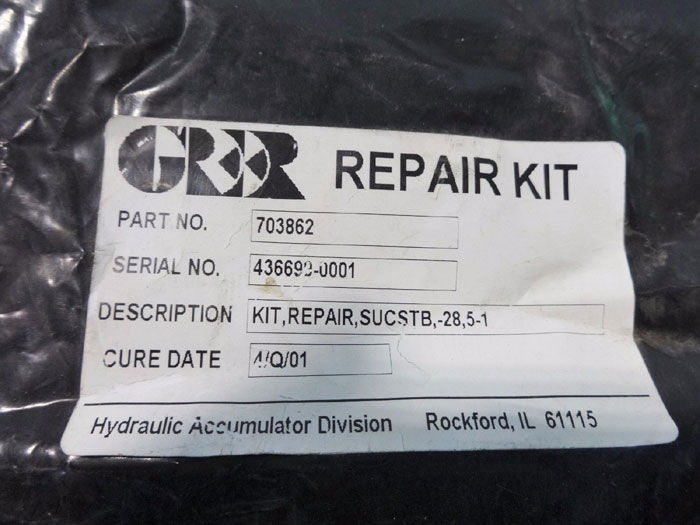 GREER REPAIR KIT
PART NO. 703862
SERIAL NO. 436692-0001
DESCRIPTION KIT,REPAIR,SUCSTB,-28,5-1
CURE DATE 4/Q/01
Hydraulic Accumulator Division Rockford, IL 61115